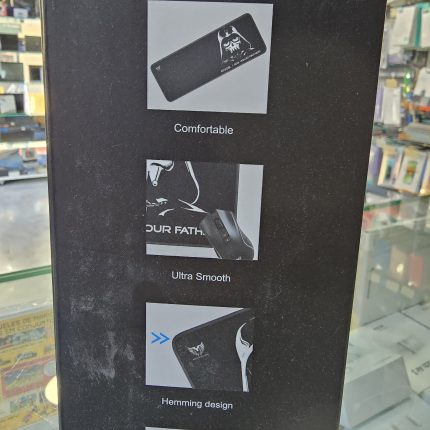 Comfortable
OUR FATH
Ultra Smooth
Hemming design